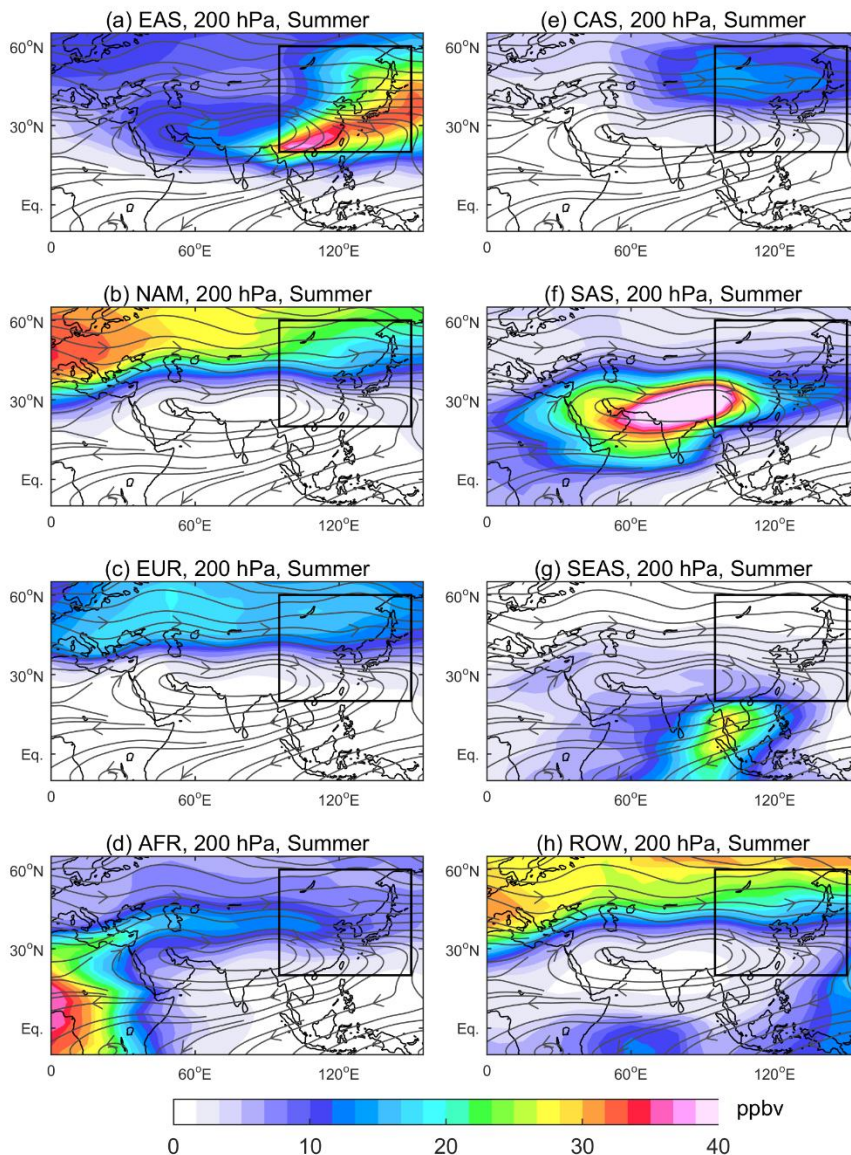 (a) EAS, 200 hPa, Summer
60°N
30°N
Eq.
0
60°E
120°E
(e) CAS, 200 hPa, Summer
60°N
30°N
Eq.
0
60°E
120°E
(b) NAM, 200 hPa, Summer
60°N
30°N
Eq.
0
60°E
120°E
(f) SAS, 200 hPa, Summer
60°N
30°N
Eq.
0
60°E
120°E
(c) EUR, 200 hPa, Summer
60°N
30°N
Eq.
0
60°E
120°E
(g) SEAS, 200 hPa, Summer
60°N
30°N
Eq.
0
60°E
120°E
(d) AFR, 200 hPa, Summer
60°N
30°N
Eq.
0
60°E
120°E
(h) ROW, 200 hPa, Summer
60°N
30°N
Eq.
0
60°E
120°E
ppbv
0 10 20 30 40